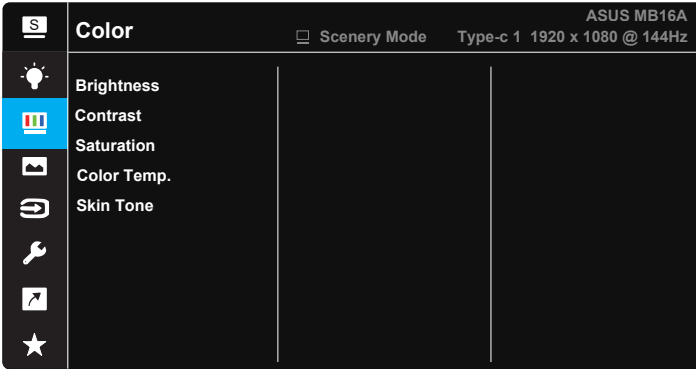 S
Color
ASUS MB16A
Scenery Mode Type-c 1 1920 x 1080 @ 144Hz
Brightness
Contrast
Saturation
Color Temp.
Skin Tone